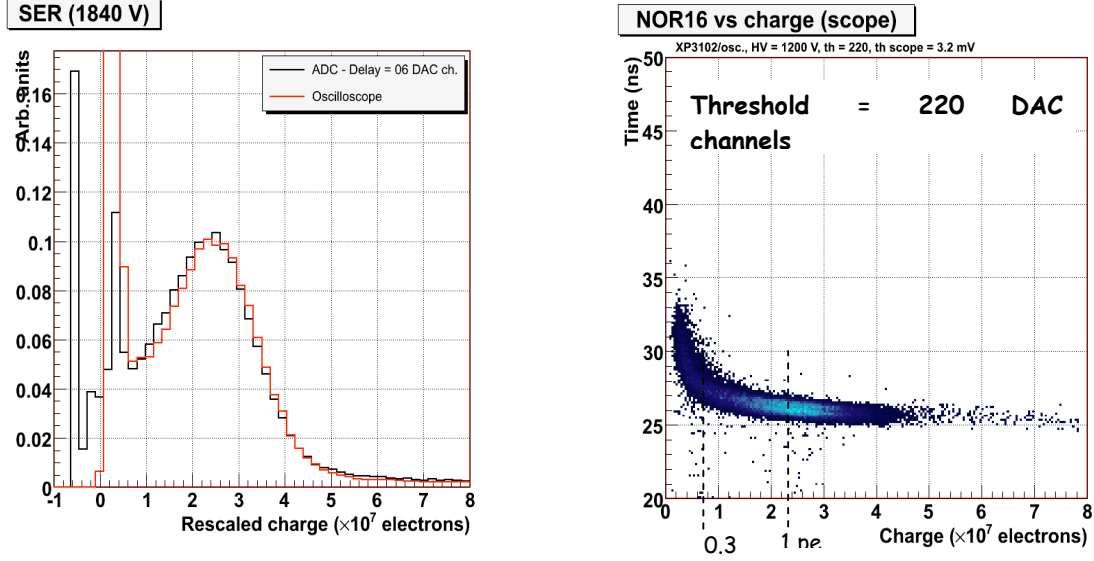 SER (1840 V)
Arb. units
0.16
0.14
0.12
0.1
0.08
0.06
0.04
0.02
0
ADC - Delay = 06 DAC ch.
Oscilloscope
-1 0 1 2 3 4 5 6 7 8
Rescaled charge (×10⁷ electrons)
NOR16 vs charge (scope)
XP3102/osc., HV = 1200 V, th = 220, th scope = 3.2 mV
Time (ns)
50
45
40
35
30
25
20
Threshold = 220 DAC
channels
0 1 2 3 4 5 6 7 8
Charge (×10⁷ electrons)
0.3 1 pe